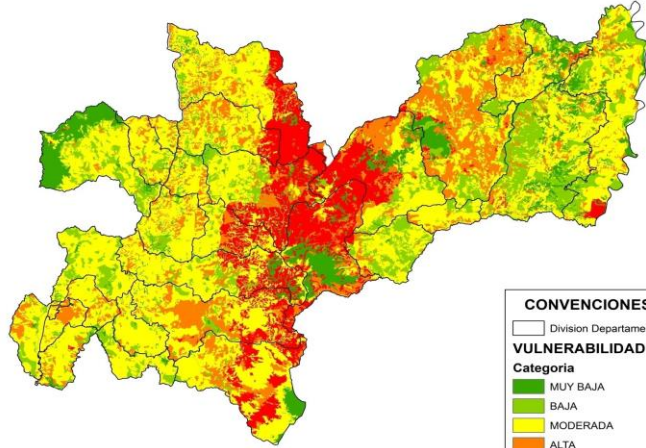 CONVENCIONES
Division Departame
VULNERABILIDAD
Categoria
MUY BAJA
BAJA
MODERADA
ALTA